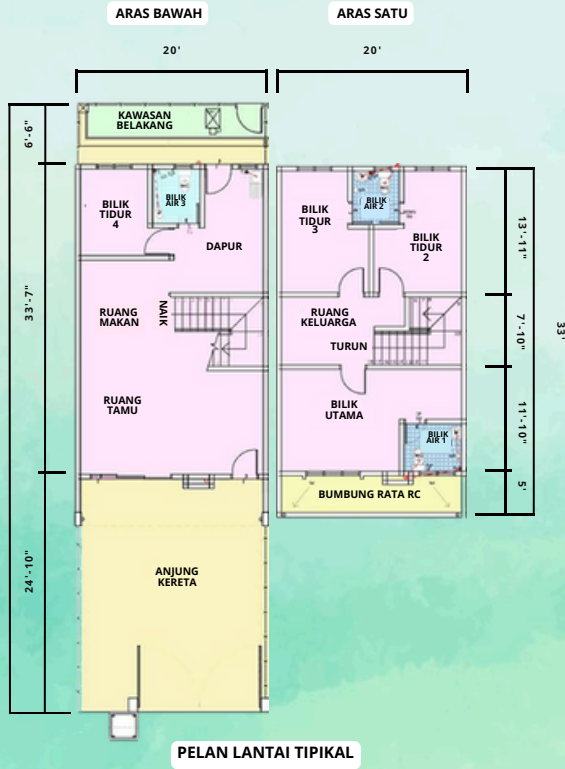 ARAS BAWAH
ARAS SATU
20'
20'
6'-6"
33'-7"
24'-10"
KAWASAN
BELAKANG
BILIK
TIDUR
4
BILIK
AIR 3
DAPUR
RUANG
MAKAN
NAIK
RUANG
TAMU
ANJUNG
KERETA
BILIK
TIDUR
3
BILIK
AIR 2
BILIK
TIDUR
2
RUANG
KELUARGA
TURUN
BILIK
UTAMA
BILIK
AIR 1
BUMBUNG RATA RC
13'-11"
7'-10"
11'-10"
5'
33'
PELAN LANTAI TIPIKAL